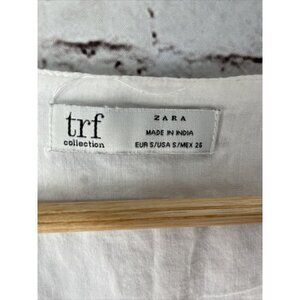 trf
collection
ZARA
MADE IN INDIA
EUR S/USA S/MEX 26